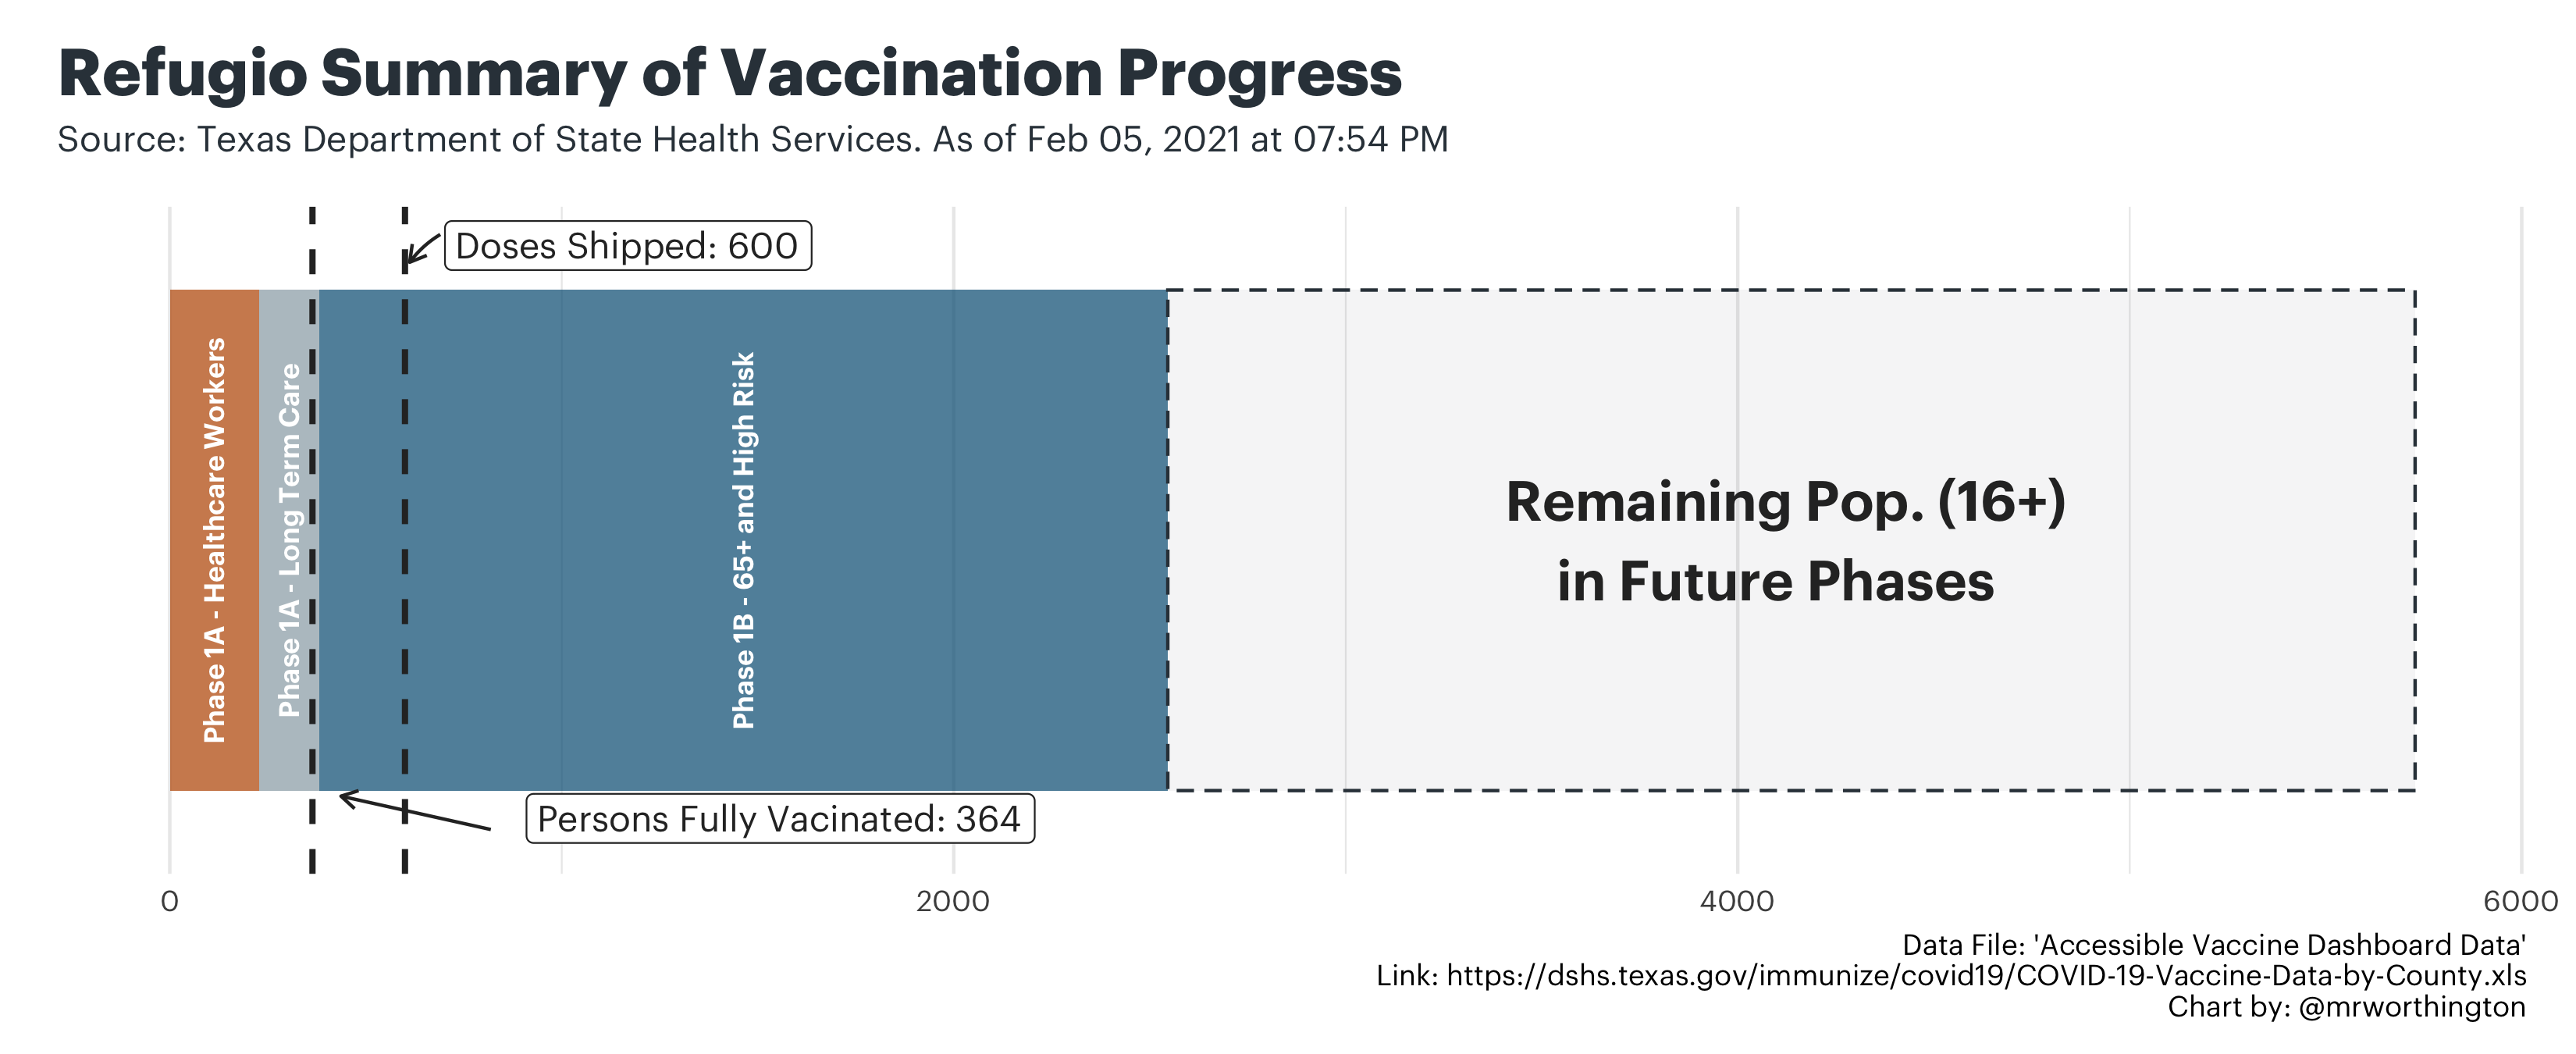 Refugio Summary of Vaccination Progress
Source: Texas Department of State Health Services. As of Feb 05, 2021 at 07:54 PM
Doses Shipped: 600
Phase 1A - Healthcare Workers
Phase 1A - Long Term Care
Phase 1B - 65+ and High Risk
Remaining Pop. (16+)
in Future Phases
Persons Fully Vacinated: 364
0 2000 4000 6000
Data File: 'Accessible Vaccine Dashboard Data'
Link: https://dshs.texas.gov/immunize/covid19/COVID-19-Vaccine-Data-by-County.xls
Chart by: @mrworthington